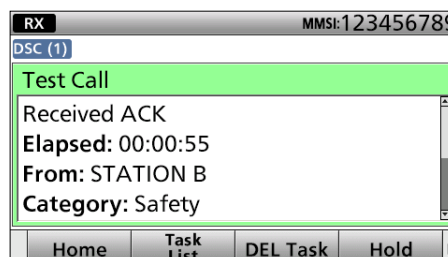 RX MMSI:123456789
DSC (1)
Test Call
Received ACK
Elapsed: 00:00:55
From: STATION B
Category: Safety
Home Task List DEL Task Hold